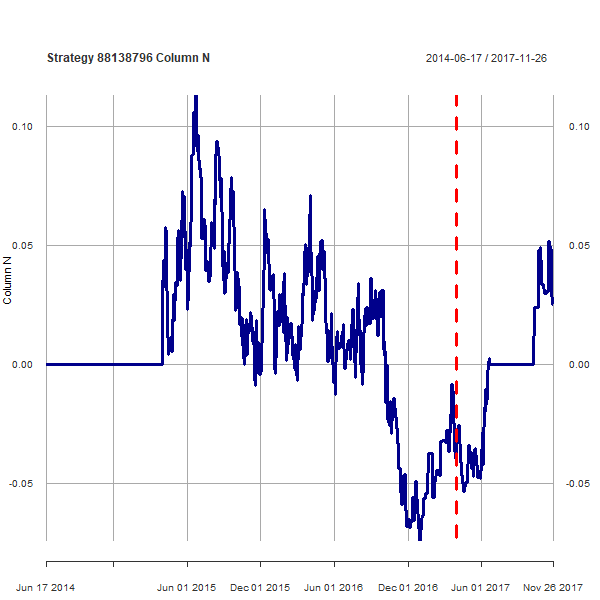 Strategy 88138796 Column N
2014-06-17 / 2017-11-26
0.10 0.10
0.05 0.05
Column N
0.00 0.00
-0.05 -0.05
Jun 17 2014 Jun 01 2015 Dec 01 2015 Jun 01 2016 Dec 01 2016 Jun 01 2017 Nov 26 2017